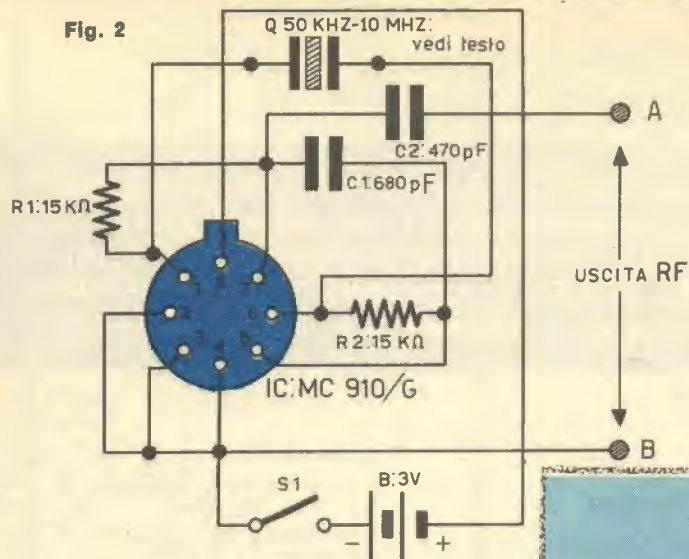 Fig. 2
Q 50 KHZ-10 MHZ:
vedi testo
A
C2:470pF
C1:680pF
R1:15 KΩ
USCITA RF
8
1
7
2
6
3
5
4
R2:15 KΩ
IC:MC 910/G
B
S1
B:3V
-
+